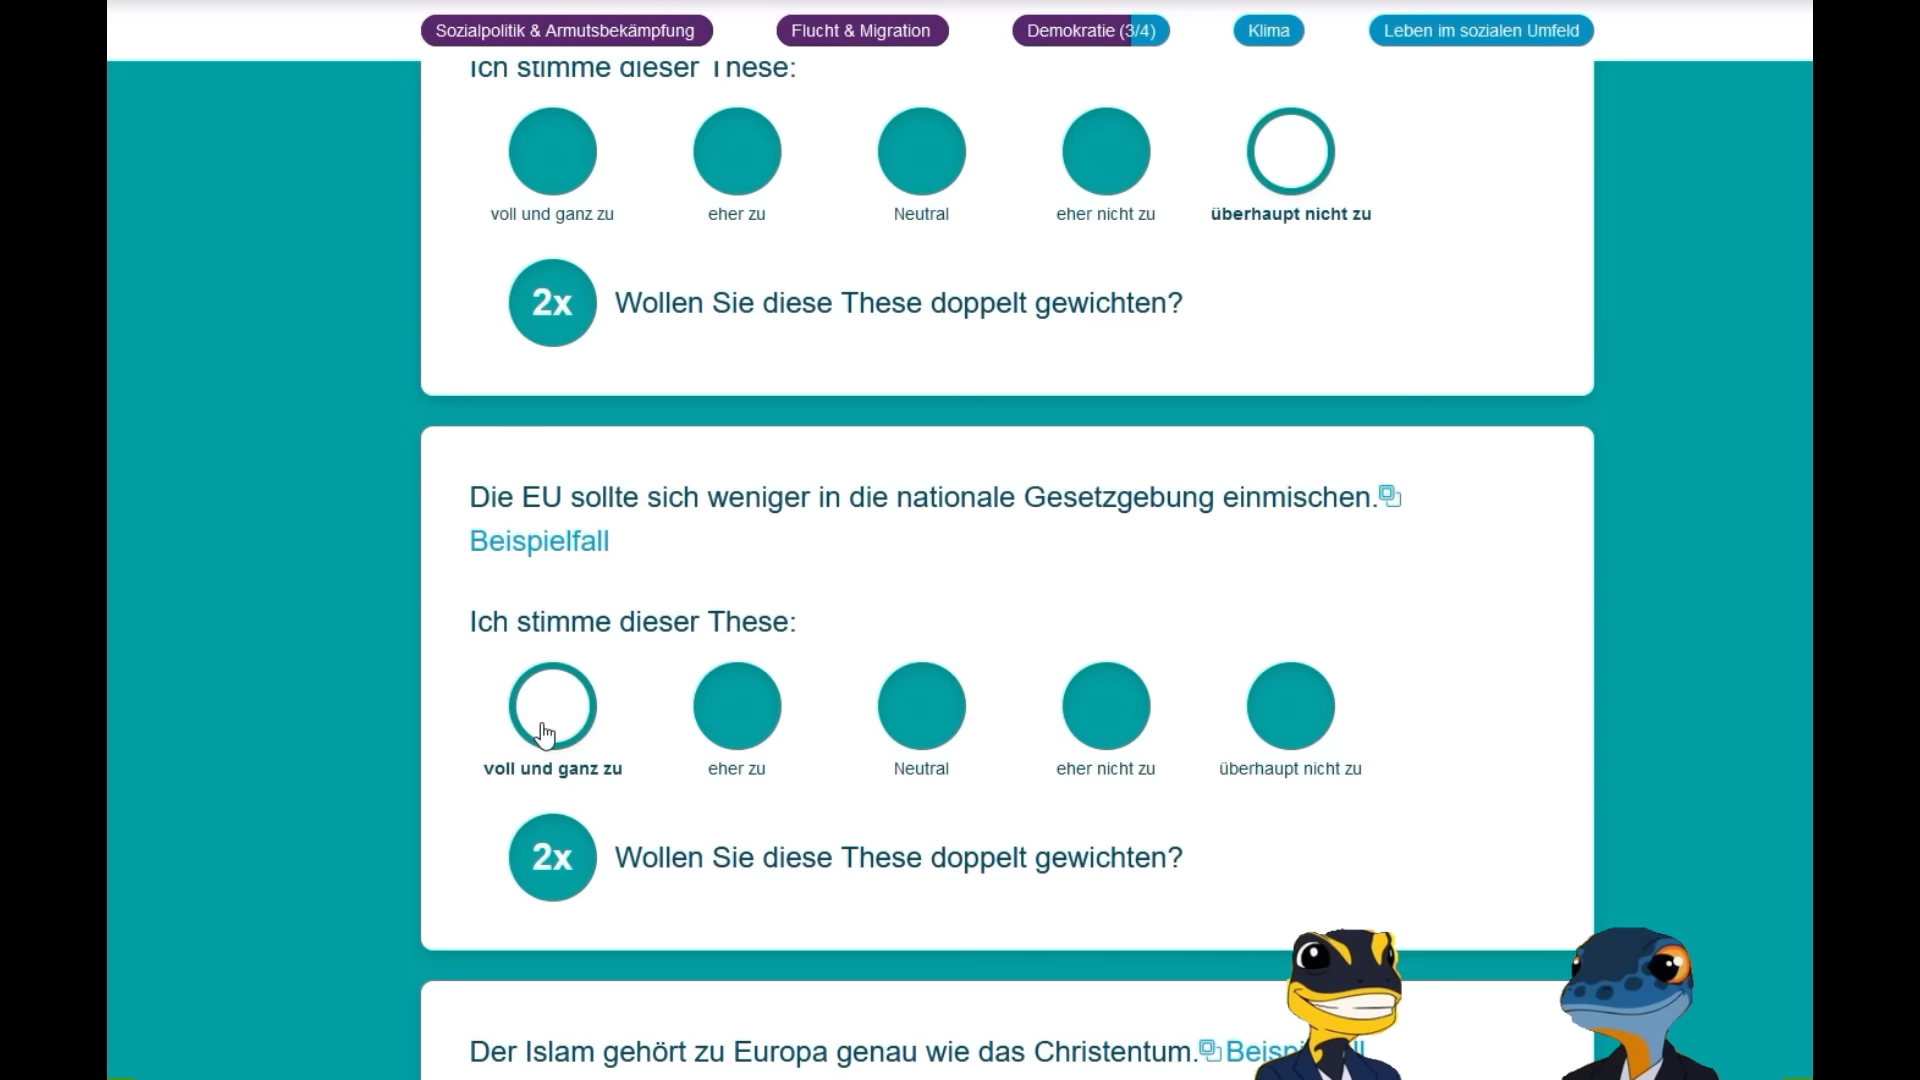 Sozialpolitik & Armutsbekämpfung Flucht & Migration Demokratie (3/4) Klima Leben im sozialen Umfeld
Ich stimme dieser These:
voll und ganz zu eher zu Neutral eher nicht zu überhaupt nicht zu
2x Wollen Sie diese These doppelt gewichten?
Die EU sollte sich weniger in die nationale Gesetzgebung einmischen.
Beispielfall
Ich stimme dieser These:
voll und ganz zu eher zu Neutral eher nicht zu überhaupt nicht zu
2x Wollen Sie diese These doppelt gewichten?
Der Islam gehört zu Europa genau wie das Christentum.